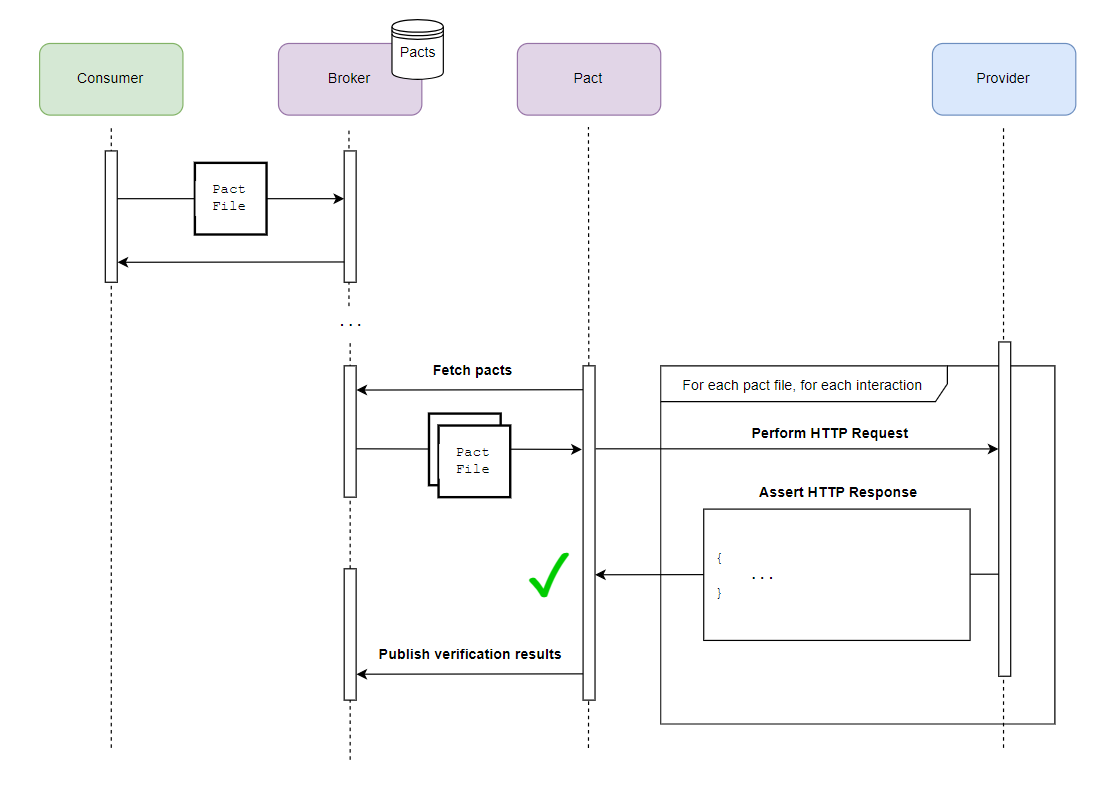 Pacts
Consumer
Broker
Pact
Provider
Pact
File
...
Fetch pacts
For each pact file, for each interaction
Perform HTTP Request
Pact
File
Assert HTTP Response
{
...
}
Publish verification results